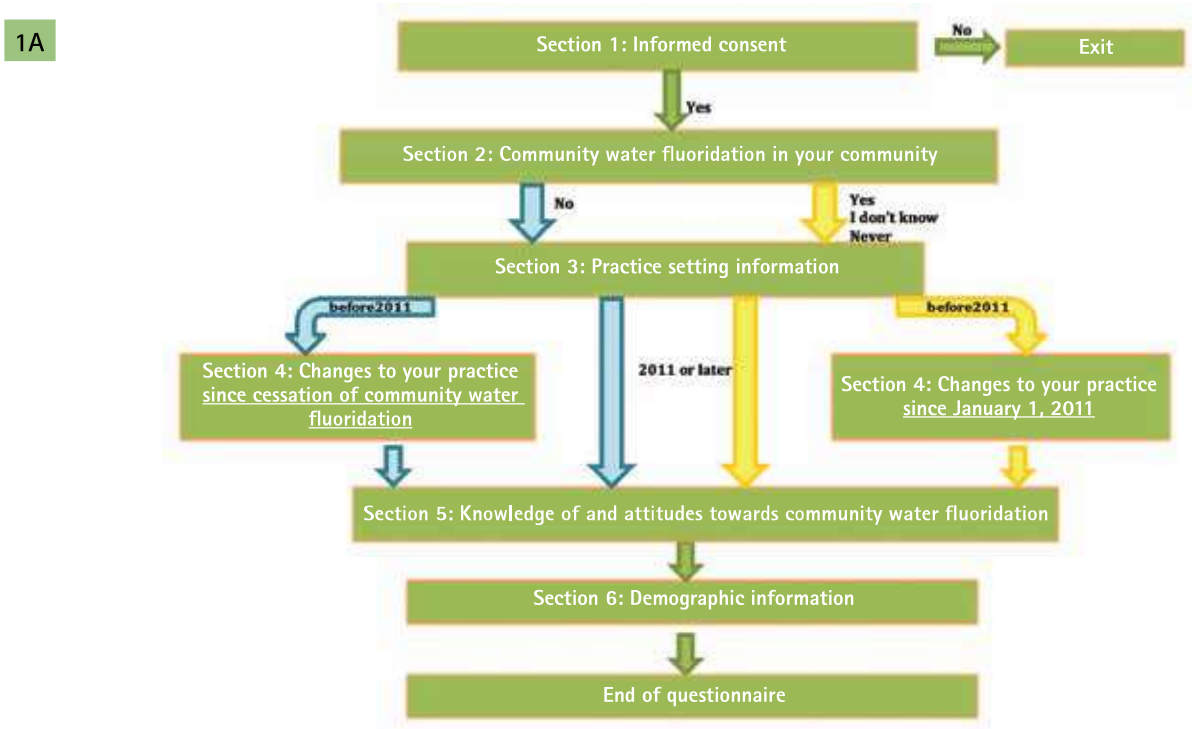 1A
Section 1: Informed consent
No
Exit
Yes
Section 2: Community water fluoridation in your community
No
Yes
I don't know
Never
Section 3: Practice setting information
before2011
before2011
2011 or later
Section 4: Changes to your practice
since cessation of community water
fluoridation
Section 4: Changes to your practice
since January 1, 2011
Section 5: Knowledge of and attitudes towards community water fluoridation
Section 6: Demographic information
End of questionnaire